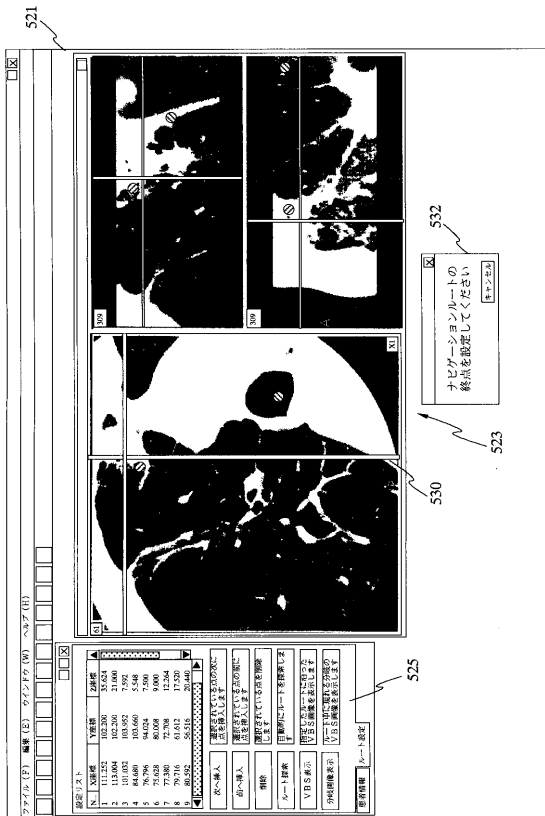 521
ファイル (F) 編集 (E) ウインドウ (W) ヘルプ (H)
設定リスト
N. X座標 Y座標 Z座標
1 111.252 102.200 35.624
2 113.004 102.200 21.000
3 101.032 103.952 7.592
4 84.680 103.660 5.548
5 76.796 94.024 7.500
6 75.628 80.008 9.000
7 77.380 72.708 12.264
8 79.716 61.612 17.520
9 80.592 56.516 20.440
次へ挿入 選択されている点の次に点を挿入します
前へ挿入 選択されている点の前に点を挿入します
削除 選択されている点を削除します
ルート探索 自動的にルートを探索します
VBS表示 指定したルートに沿ったVBS画像を表示します
分岐画像表示 ルート中に現れる分岐のVBS画像を表示します
患者情報 ルート設定
525
61
X1
309
309
A
530
523
ナビゲーションルートの
終点を設定してください
キャンセル
532